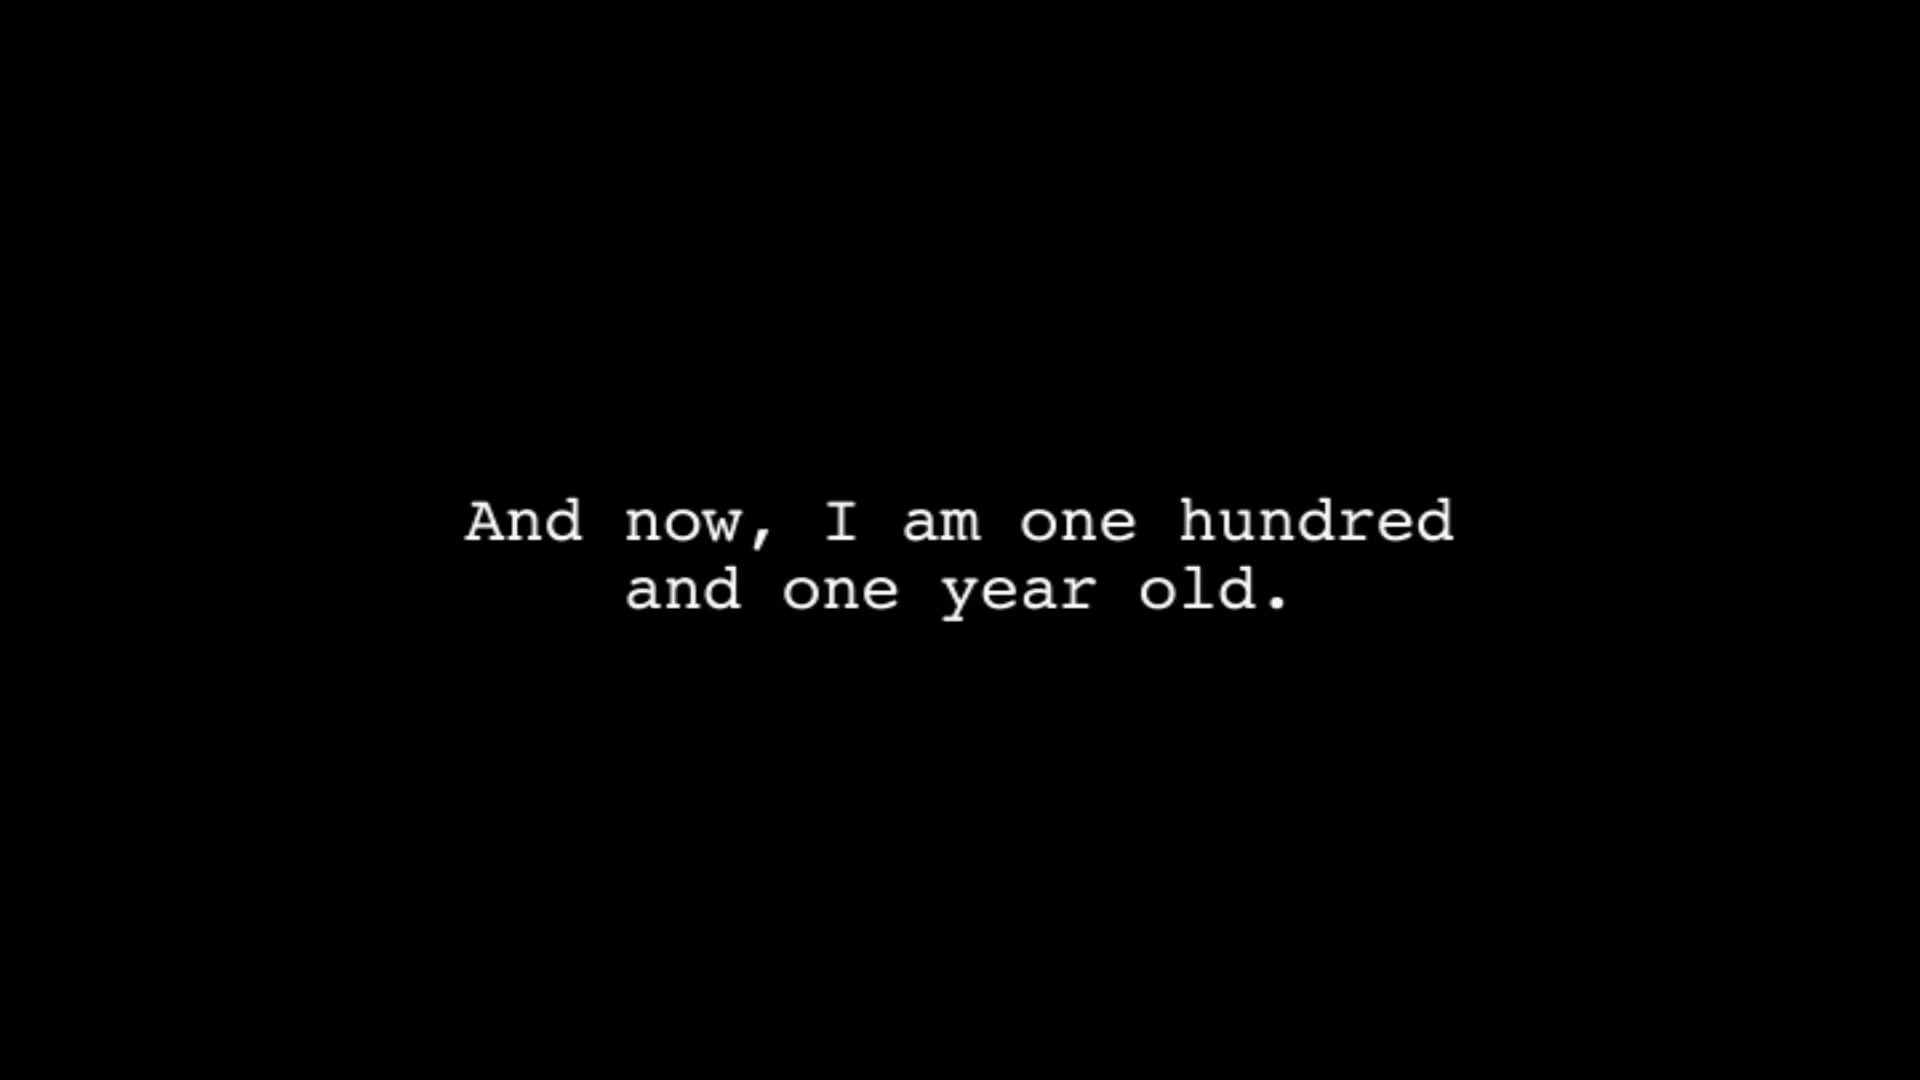 And now, I am one hundred
and one year old.